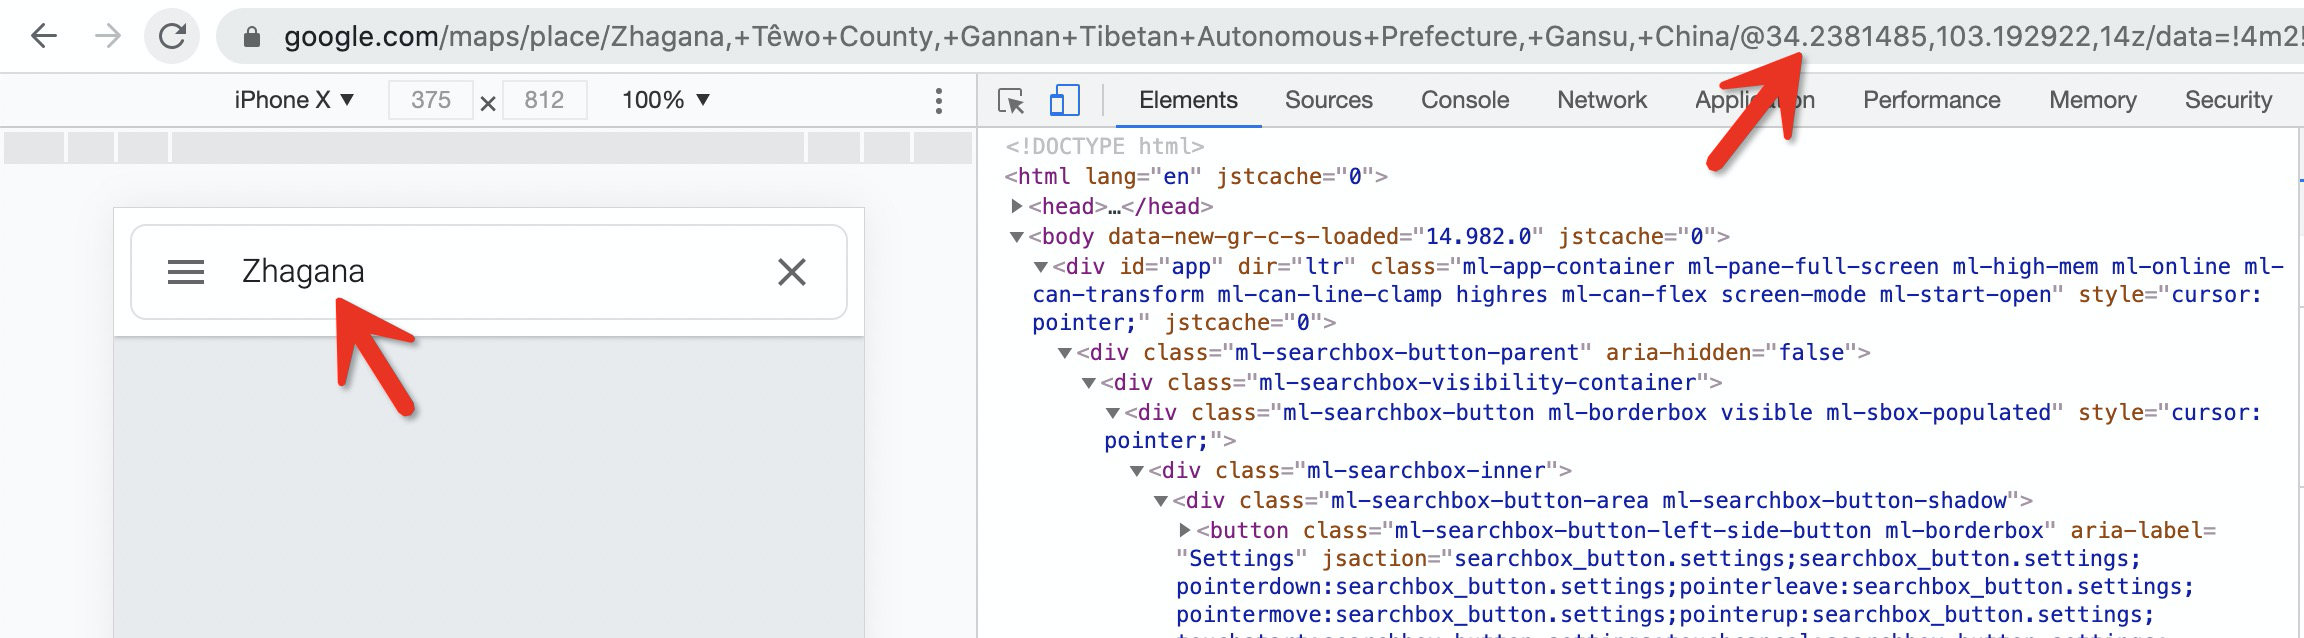 google.com/maps/place/Zhagana,+Têwo+County,+Gannan+Tibetan+Autonomous+Prefecture,+Gansu,+China/@34.2381485,103.192922,14z/data=!4m2!
iPhone X ▼ 375 × 812 100% ▼
Elements Sources Console Network Application Performance Memory Security
Zhagana
<!DOCTYPE html>
<html lang="en" jstcache="0">
▶<head>…</head>
▼<body data-new-gr-c-s-loaded="14.982.0" jstcache="0">
▼<div id="app" dir="ltr" class="ml-app-container ml-pane-full-screen ml-high-mem ml-online ml-
can-transform ml-can-line-clamp highres ml-can-flex screen-mode ml-start-open" style="cursor:
pointer;" jstcache="0">
▼<div class="ml-searchbox-button-parent" aria-hidden="false">
▼<div class="ml-searchbox-visibility-container">
▼<div class="ml-searchbox-button ml-borderbox visible ml-sbox-populated" style="cursor:
pointer;">
▼<div class="ml-searchbox-inner">
▼<div class="ml-searchbox-button-area ml-searchbox-button-shadow">
▶<button class="ml-searchbox-button-left-side-button ml-borderbox" aria-label=
"Settings" jsaction="searchbox_button.settings;searchbox_button.settings;
pointerdown:searchbox_button.settings;pointerleave:searchbox_button.settings;
pointermove:searchbox_button.settings;pointerup:searchbox_button.settings;